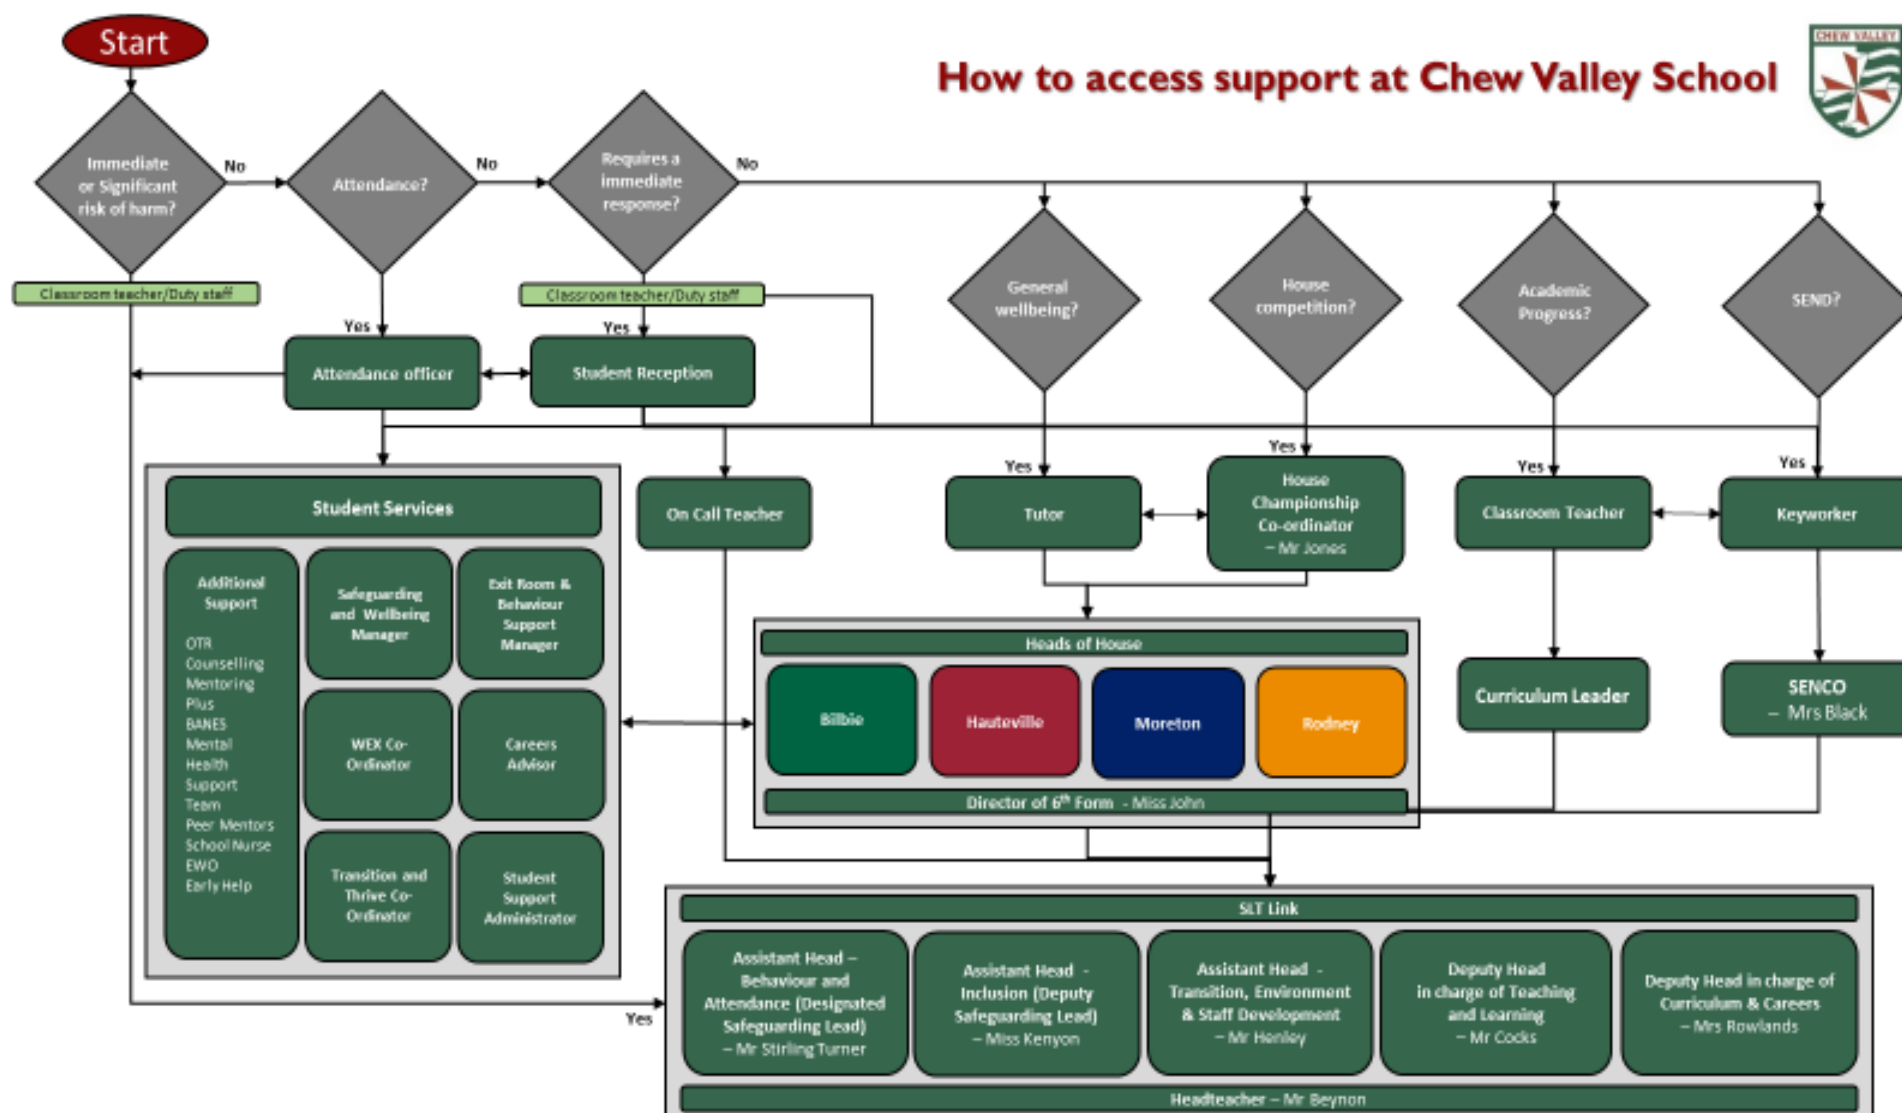 Start
How to access support at Chew Valley School
CHEW VALLEY
Immediate
or Significant
risk of harm?
No
Attendance?
No
Requires a
immediate
response?
No
General
wellbeing?
House
competition?
Academic
Progress?
SEND?
Classroom teacher/Duty staff
Classroom teacher/Duty staff
Yes
Yes
Attendance officer
Student Reception
Yes
Yes
Yes
Yes
Student Services
On Call Teacher
Tutor
House
Championship
Co-ordinator
– Mr Jones
Classroom Teacher
Keyworker
Additional
Support
OTR
Counselling
Mentoring
Plus
BANES
Mental
Health
Support
Team
Peer Mentors
School Nurse
EWO
Early Help
Safeguarding
and Wellbeing
Manager
Exit Room &
Behaviour
Support
Manager
WEX Co-
Ordinator
Careers
Advisor
Transition and
Thrive Co-
Ordinator
Student
Support
Administrator
Heads of House
Bilbie
Hauteville
Moreton
Rodney
Director of 6th Form - Miss John
Curriculum Leader
SENCO
– Mrs Black
Yes
SLT Link
Assistant Head –
Behaviour and
Attendance (Designated
Safeguarding Lead)
– Mr Stirling Turner
Assistant Head -
Inclusion (Deputy
Safeguarding Lead)
– Miss Kenyon
Assistant Head -
Transition, Environment
& Staff Development
– Mr Henley
Deputy Head
in charge of Teaching
and Learning
– Mr Cocks
Deputy Head in charge of
Curriculum & Careers
– Mrs Rowlands
Headteacher – Mr Beynon